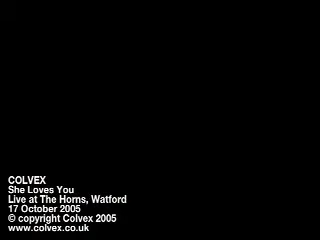 COLVEX
She Loves You
Live at The Horns, Watford
17 October 2005
© copyright Colvex 2005
www.colvex.co.uk